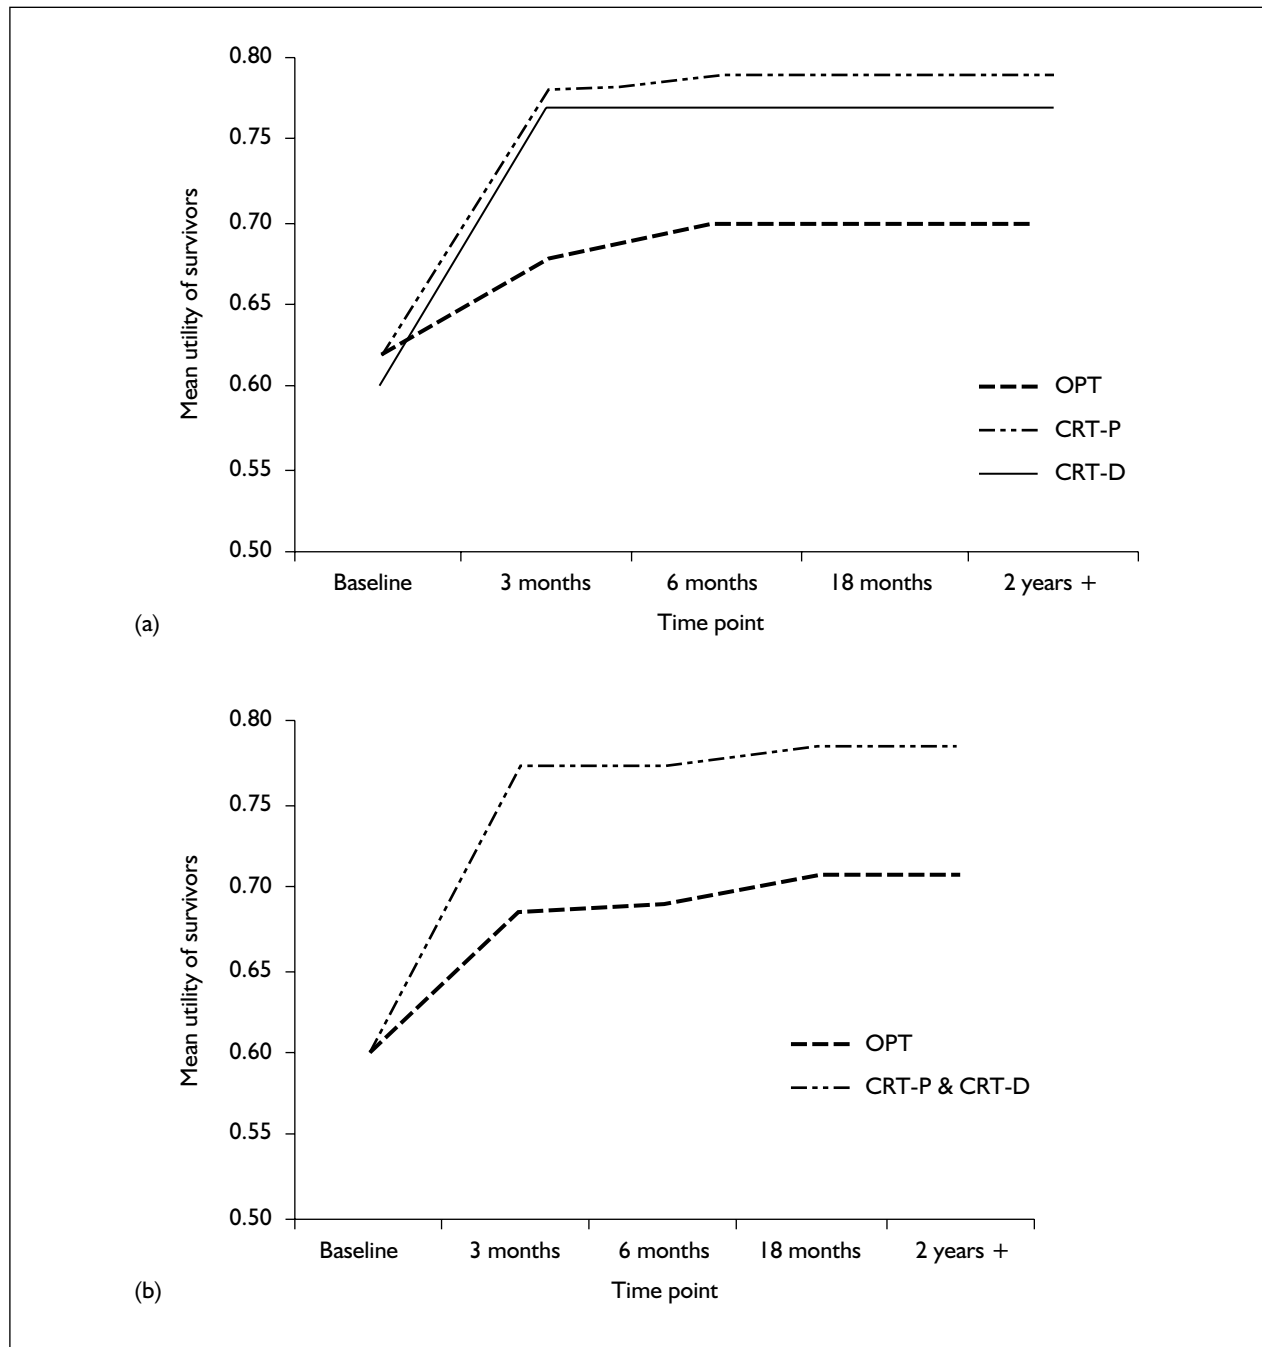 0.80
0.75
0.70
0.65
0.60
0.55
0.50
Mean utility of survivors
OPT
CRT-P
CRT-D
Baseline 3 months 6 months 18 months 2 years +
Time point
(a)
0.80
0.75
0.70
0.65
0.60
0.55
0.50
Mean utility of survivors
OPT
CRT-P & CRT-D
Baseline 3 months 6 months 18 months 2 years +
Time point
(b)